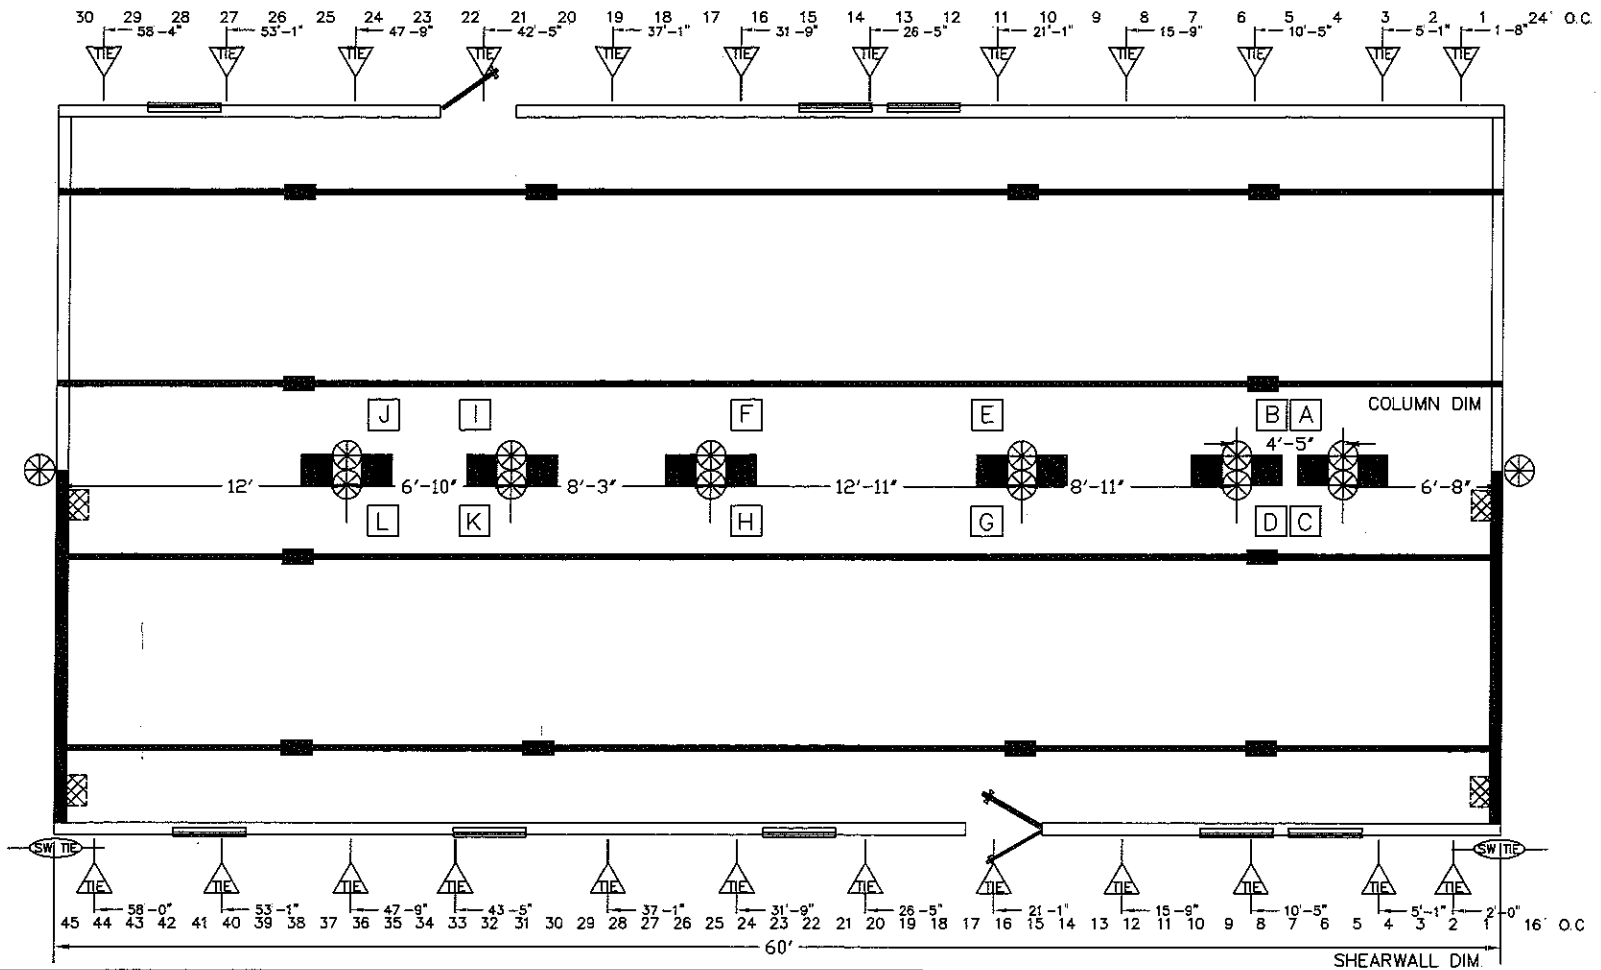 30 29 28 27 26 25 24 23 22 21 20 19 18 17 16 15 14 13 12 11 10 9 8 7 6 5 4 3 2 1 24' O.C.
58'-4" 53'-1" 47'-9" 42'-5" 37'-1" 31'-9" 26'-5" 21'-1" 15'-9" 10'-5" 5'-1" 1'-8"
TIE TIE TIE TIE TIE TIE TIE TIE TIE TIE TIE TIE
J I F E B A COLUMN DIM
4'-5"
12' 6'-10" 8'-3" 12'-11" 8'-11" 6'-8"
L K H G D C
SW TIE SW TIE
TIE TIE TIE TIE TIE TIE TIE TIE TIE TIE TIE TIE
58'-0" 53'-1" 47'-9" 43'-5" 37'-1" 31'-9" 26'-5" 21'-1" 15'-9" 10'-5" 5'-1" 2'-0"
45 44 43 42 41 40 39 38 37 36 35 34 33 32 31 30 29 28 27 26 25 24 23 22 21 20 19 18 17 16 15 14 13 12 11 10 9 8 7 6 5 4 3 2 1 16' O.C
60'
SHEARWALL DIM.